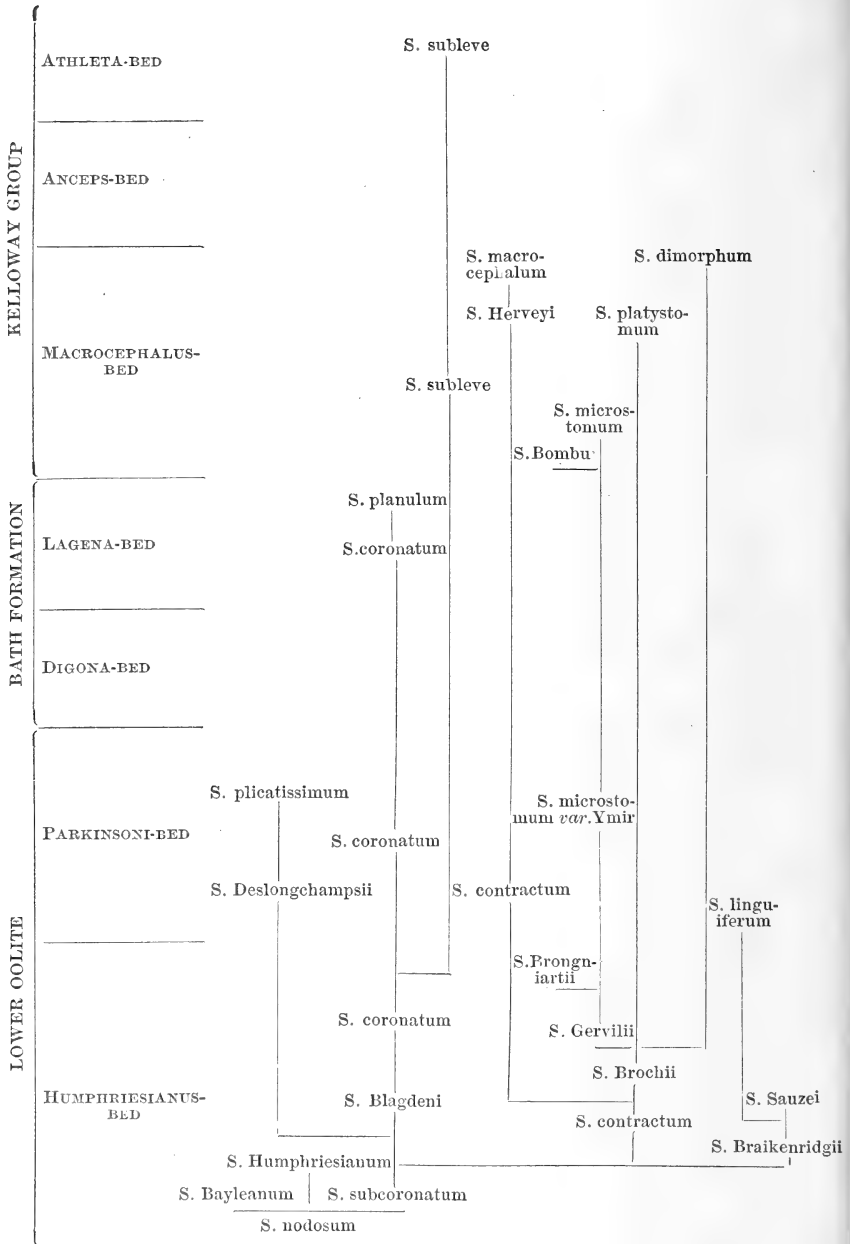 S. subleve
ATHLETA-BED
ANCEPS-BED
KELLOWAY GROUP
S. macro-
cephalum
S. dimorphum
S. Herveyi
S. platysto-
mum
MACROCEPHALUS-
BED
S. subleve
S. micros-
tomum
S.Bombu
S. planulum
LAGENA-BED
S.coronatum
BATH FORMATION
DIGONA-BED
S. plicatissimum
S. microsto-
mum var.Ymir
PARKINSONI-BED
S. coronatum
S. Deslongchampsii
S. contractum
S. lingu-
iferum
S.Brongn-
iartii
LOWER OOLITE
S. coronatum
S. Gervilii
S. Brochii
HUMPHRIESIANUS-
BED
S. Blagdeni
S. Sauzei
S. contractum
S. Braikenridgii
S. Humphriesianum
S. Bayleanum
S. subcoronatum
S. nodosum